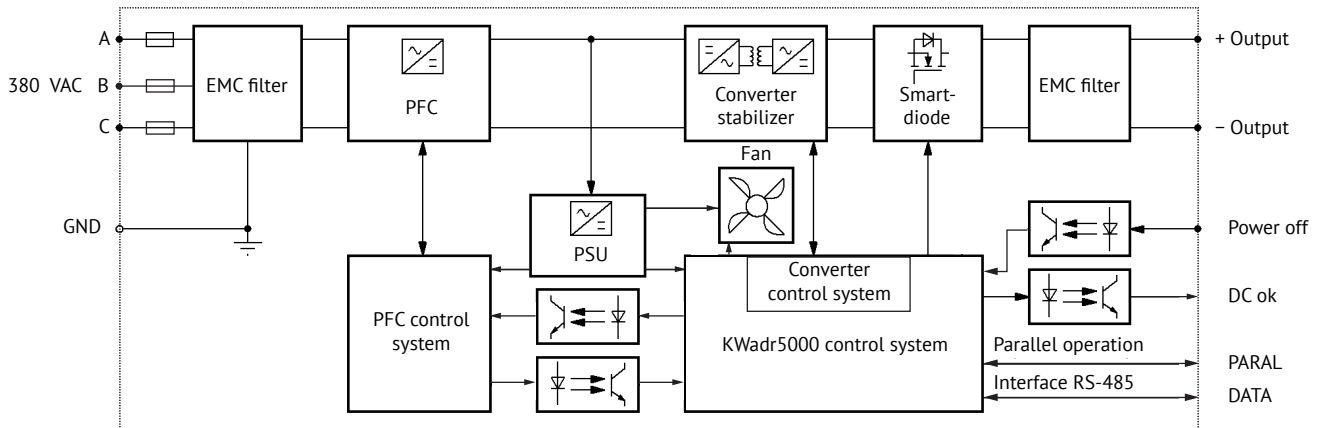 A
+ Output
380 VAC B
EMC filter
PFC
Converter
stabilizer
Smart-
diode
EMC filter
C
− Output
Fan
GND
PSU
Power off
Converter
control system
DC ok
PFC control
system
KWadr5000 control system
Parallel operation
PARAL
Interface RS-485
DATA